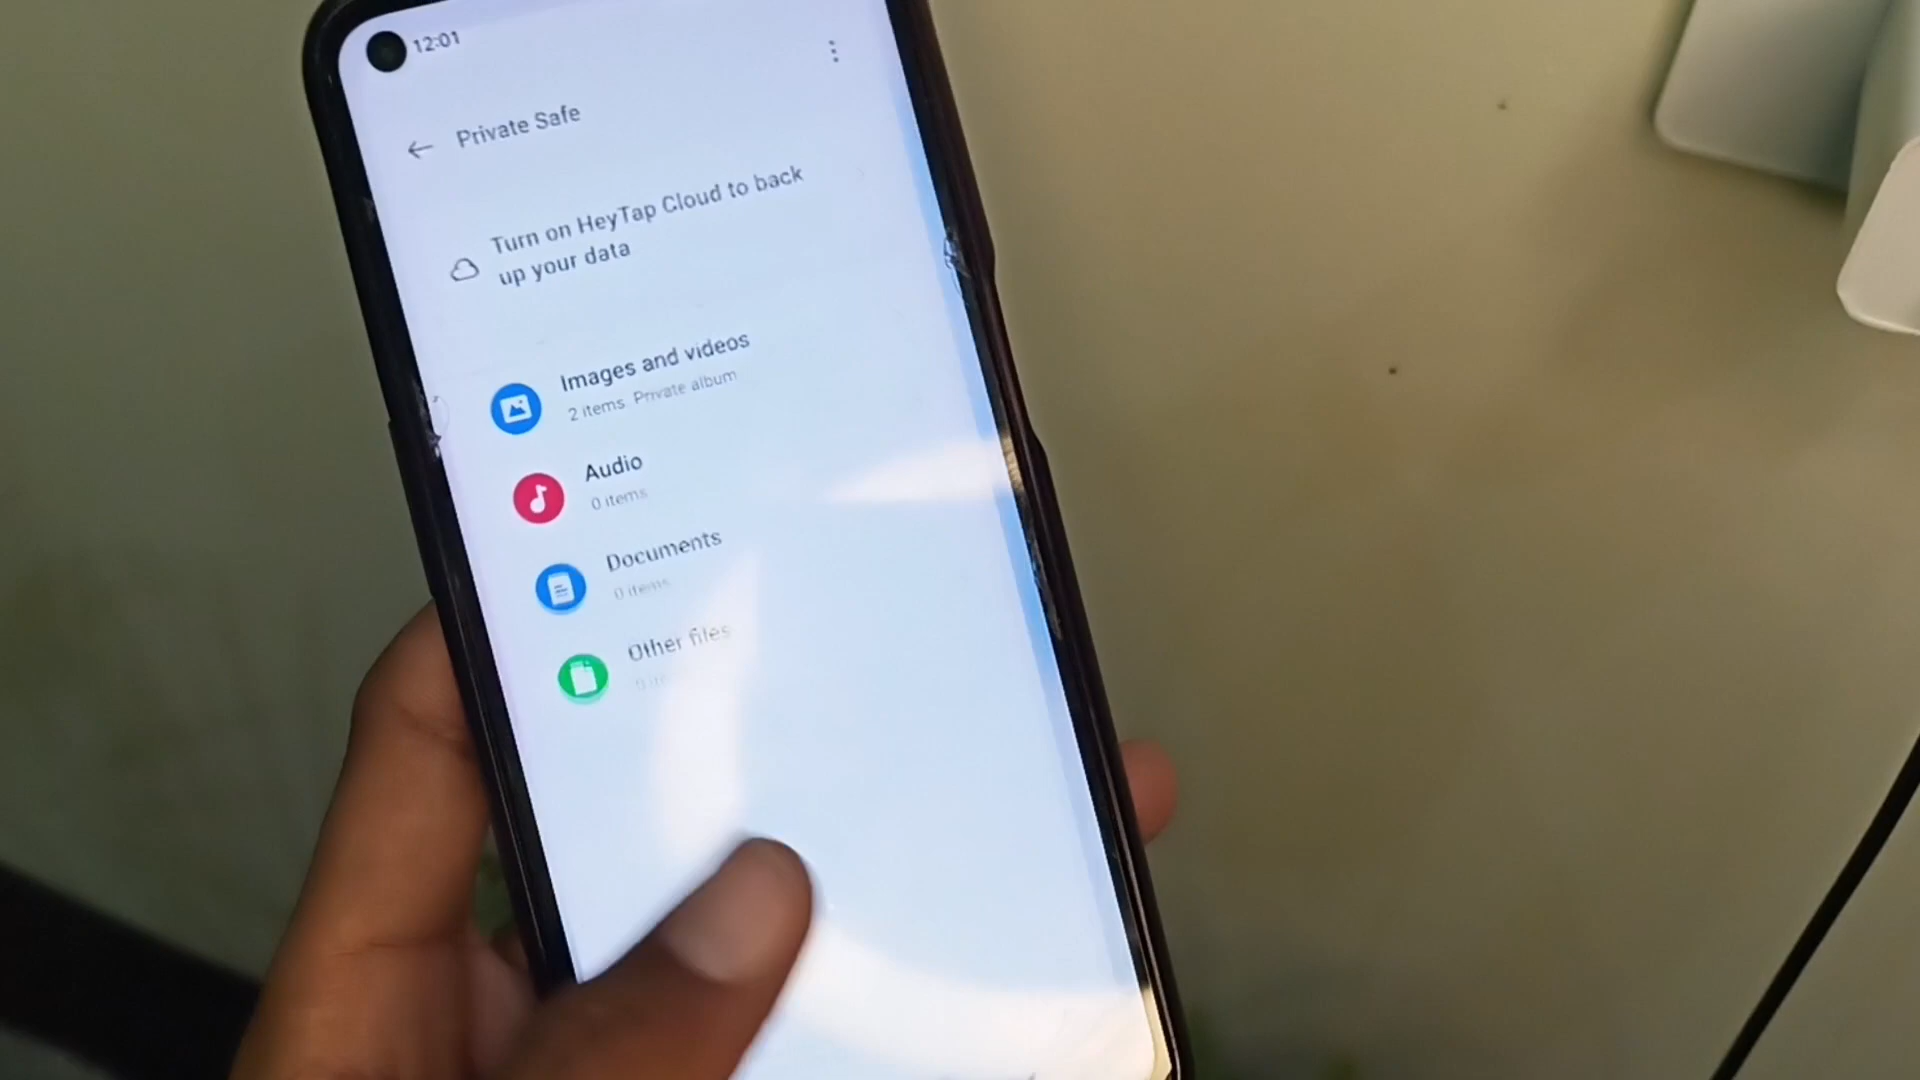 12:01
Private Safe
Turn on HeyTap Cloud to back
up your data
Images and videos
2 items Private album
Audio
0 items
Documents
0 items
Other files